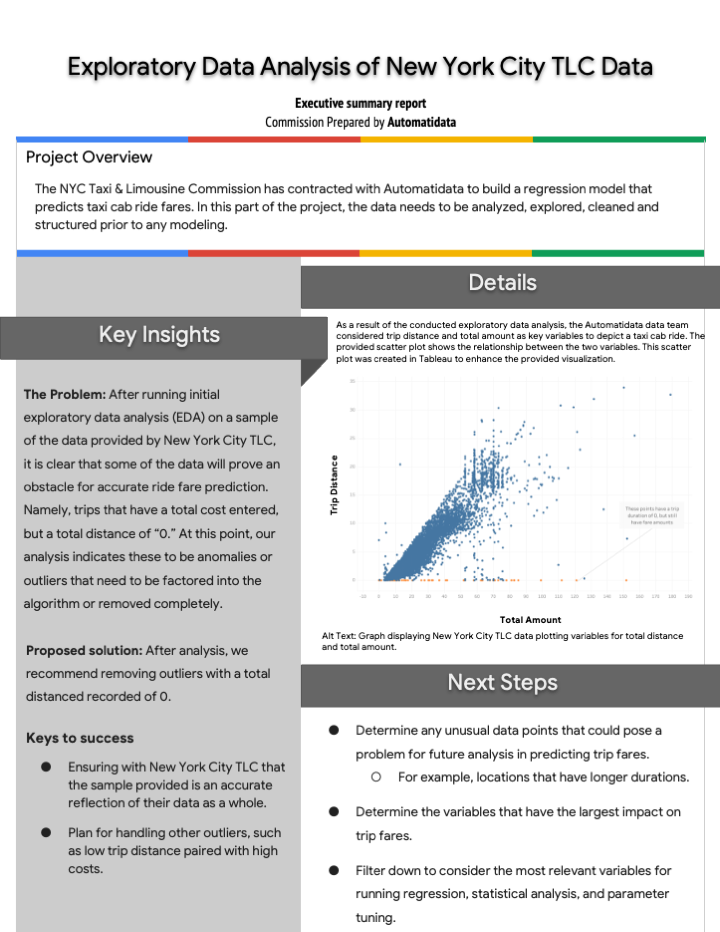 Exploratory Data Analysis of New York City TLC Data
Executive summary report
Commission Prepared by Automatidata
Project Overview
The NYC Taxi & Limousine Commission has contracted with Automatidata to build a regression model that
predicts taxi cab ride fares. In this part of the project, the data needs to be analyzed, explored, cleaned and
structured prior to any modeling.
Key Insights
The Problem: After running initial
exploratory data analysis (EDA) on a sample
of the data provided by New York City TLC,
it is clear that some of the data will prove an
obstacle for accurate ride fare prediction.
Namely, trips that have a total cost entered,
but a total distance of “0.” At this point, our
analysis indicates these to be anomalies or
outliers that need to be factored into the
algorithm or removed completely.
Proposed solution: After analysis, we
recommend removing outliers with a total
distanced recorded of 0.
Keys to success
● Ensuring with New York City TLC that
the sample provided is an accurate
reflection of their data as a whole.
● Plan for handling other outliers, such
as low trip distance paired with high
costs.
Details
As a result of the conducted exploratory data analysis, the Automatidata data team
considered trip distance and total amount as key variables to depict a taxi cab ride. The
provided scatter plot shows the relationship between the two variables. This scatter
plot was created in Tableau to enhance the provided visualization.
Trip Distance
35
30
25
20
15
10
5
0
These points have a trip
duration of 0, but still
have fare amounts
-10 0 10 20 30 40 50 60 70 80 90 100 110 120 130 140 150 160 170 180 190
Total Amount
Alt Text: Graph displaying New York City TLC data plotting variables for total distance
and total amount.
Next Steps
● Determine any unusual data points that could pose a
problem for future analysis in predicting trip fares.
○ For example, locations that have longer durations.
● Determine the variables that have the largest impact on
trip fares.
● Filter down to consider the most relevant variables for
running regression, statistical analysis, and parameter
tuning.